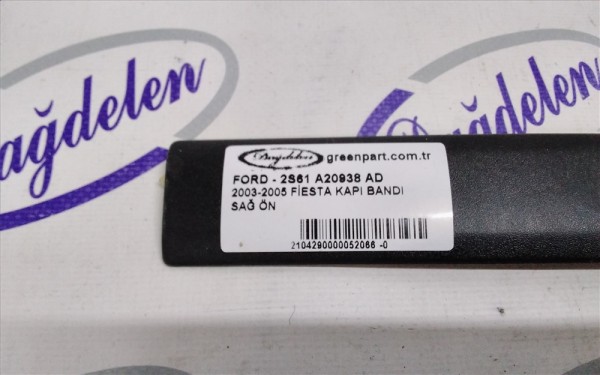 Dağdelen
Dağdelen
Dağdelen greenpart.com.tr
FORD - 2S61 A20938 AD
2003-2005 FİESTA KAPI BANDI
SAĞ ÖN
2104290000052066 -0